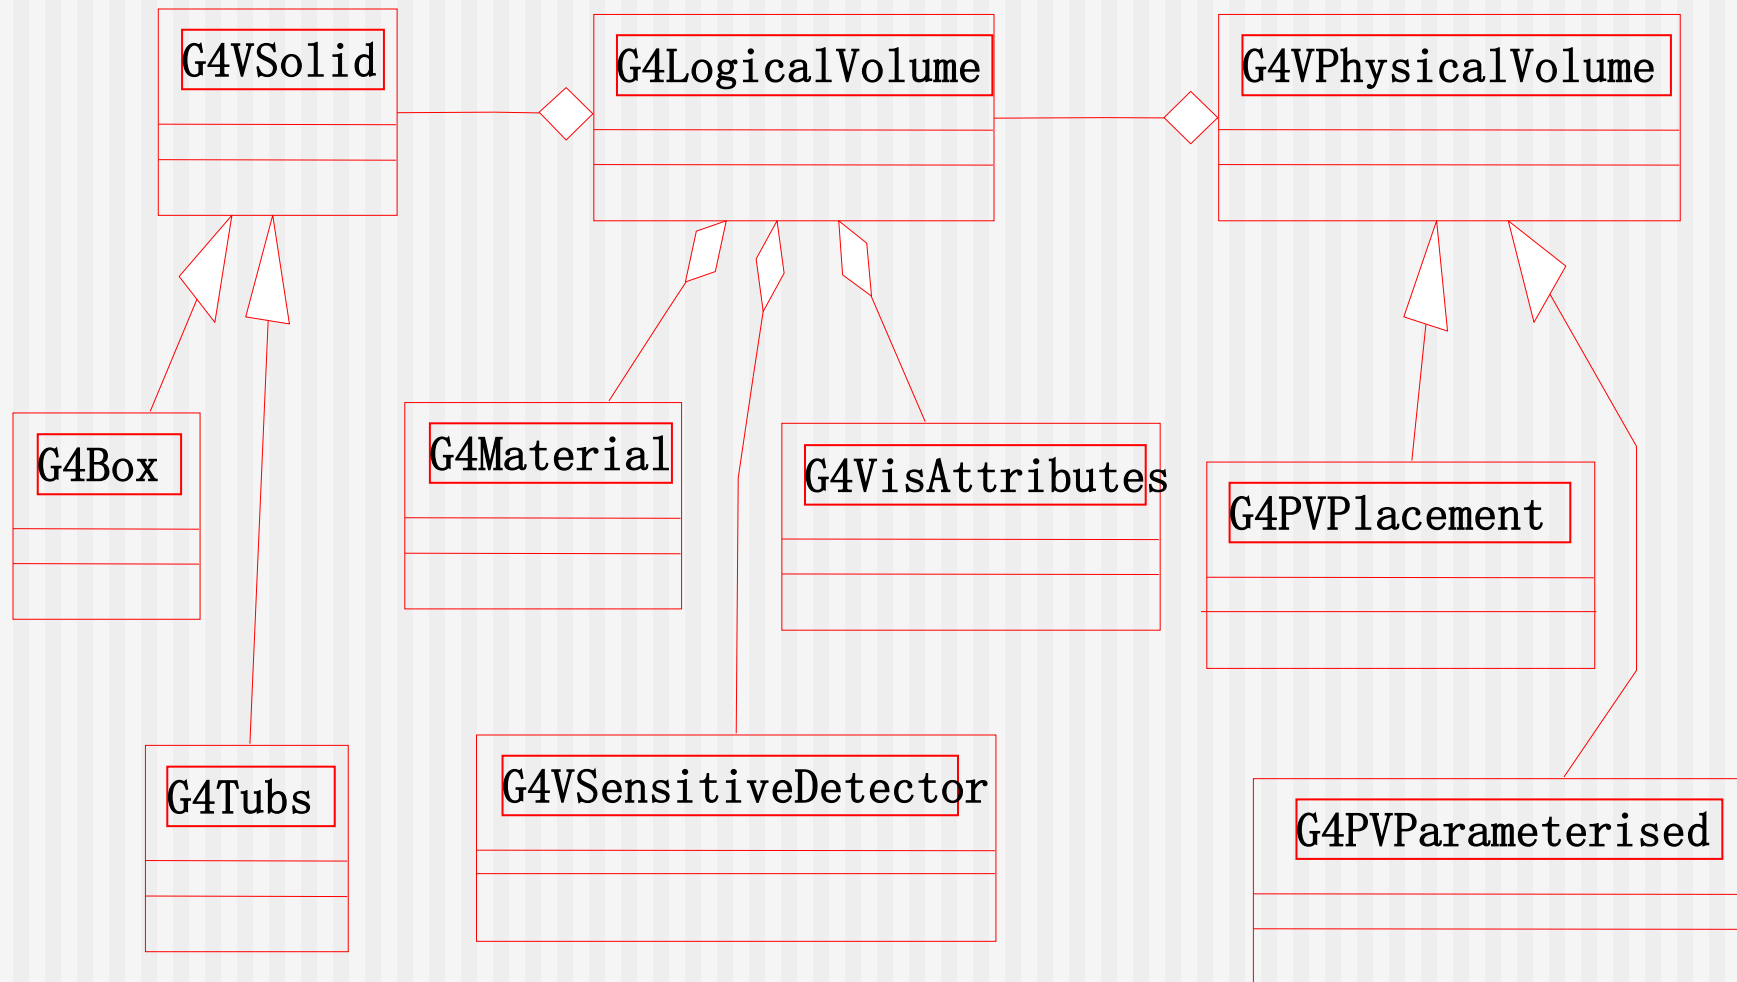 G4VSolid
G4LogicalVolume
G4VPhysicalVolume
G4Box
G4Material
G4VisAttributes
G4PVPlacement
G4Tubs
G4VSensitiveDetector
G4PVParameterised